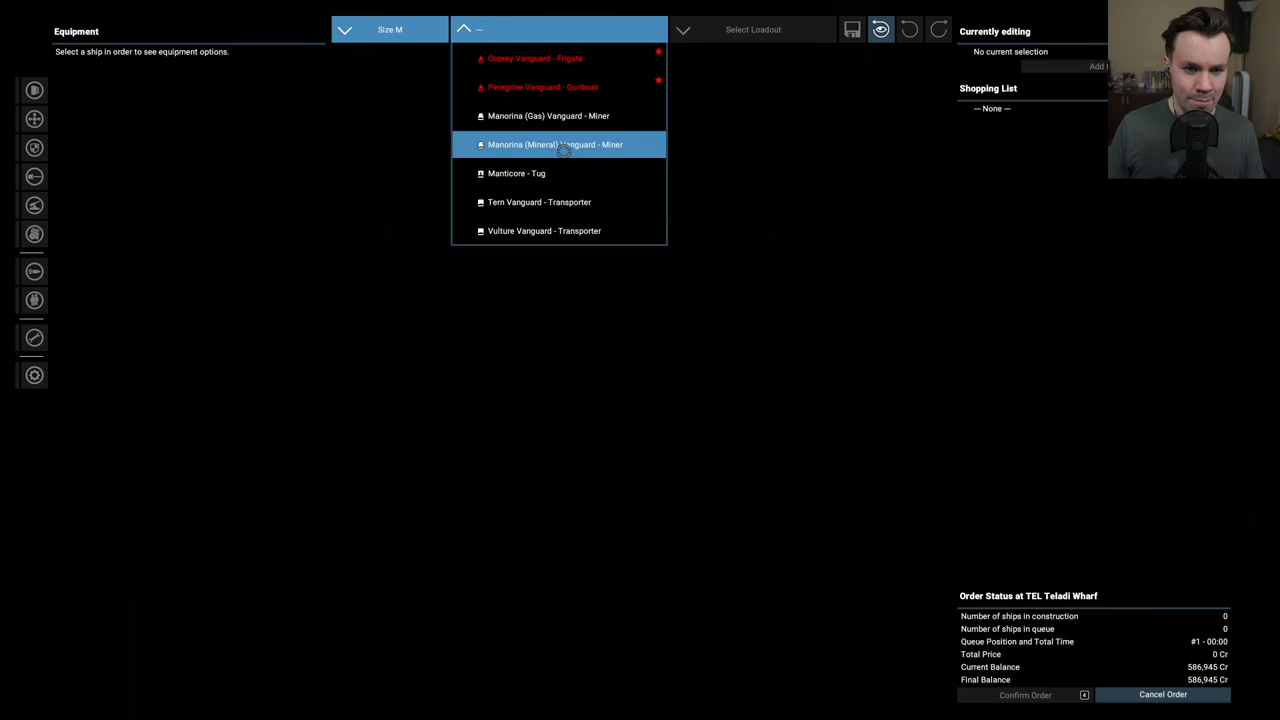 Equipment
Select a ship in order to see equipment options.
Size M
—
Osprey Vanguard - Frigate
Peregrine Vanguard - Gunboat
Manorina (Gas) Vanguard - Miner
Manorina (Mineral) Vanguard - Miner
Manticore - Tug
Tern Vanguard - Transporter
Vulture Vanguard - Transporter
Select Loadout
Currently editing
No current selection
Add
Shopping List
— None —
Order Status at TEL Teladi Wharf
Number of ships in construction 0
Number of ships in queue 0
Queue Position and Total Time #1 - 00:00
Total Price 0 Cr
Current Balance 586,945 Cr
Final Balance 586,945 Cr
Confirm Order 4
Cancel Order